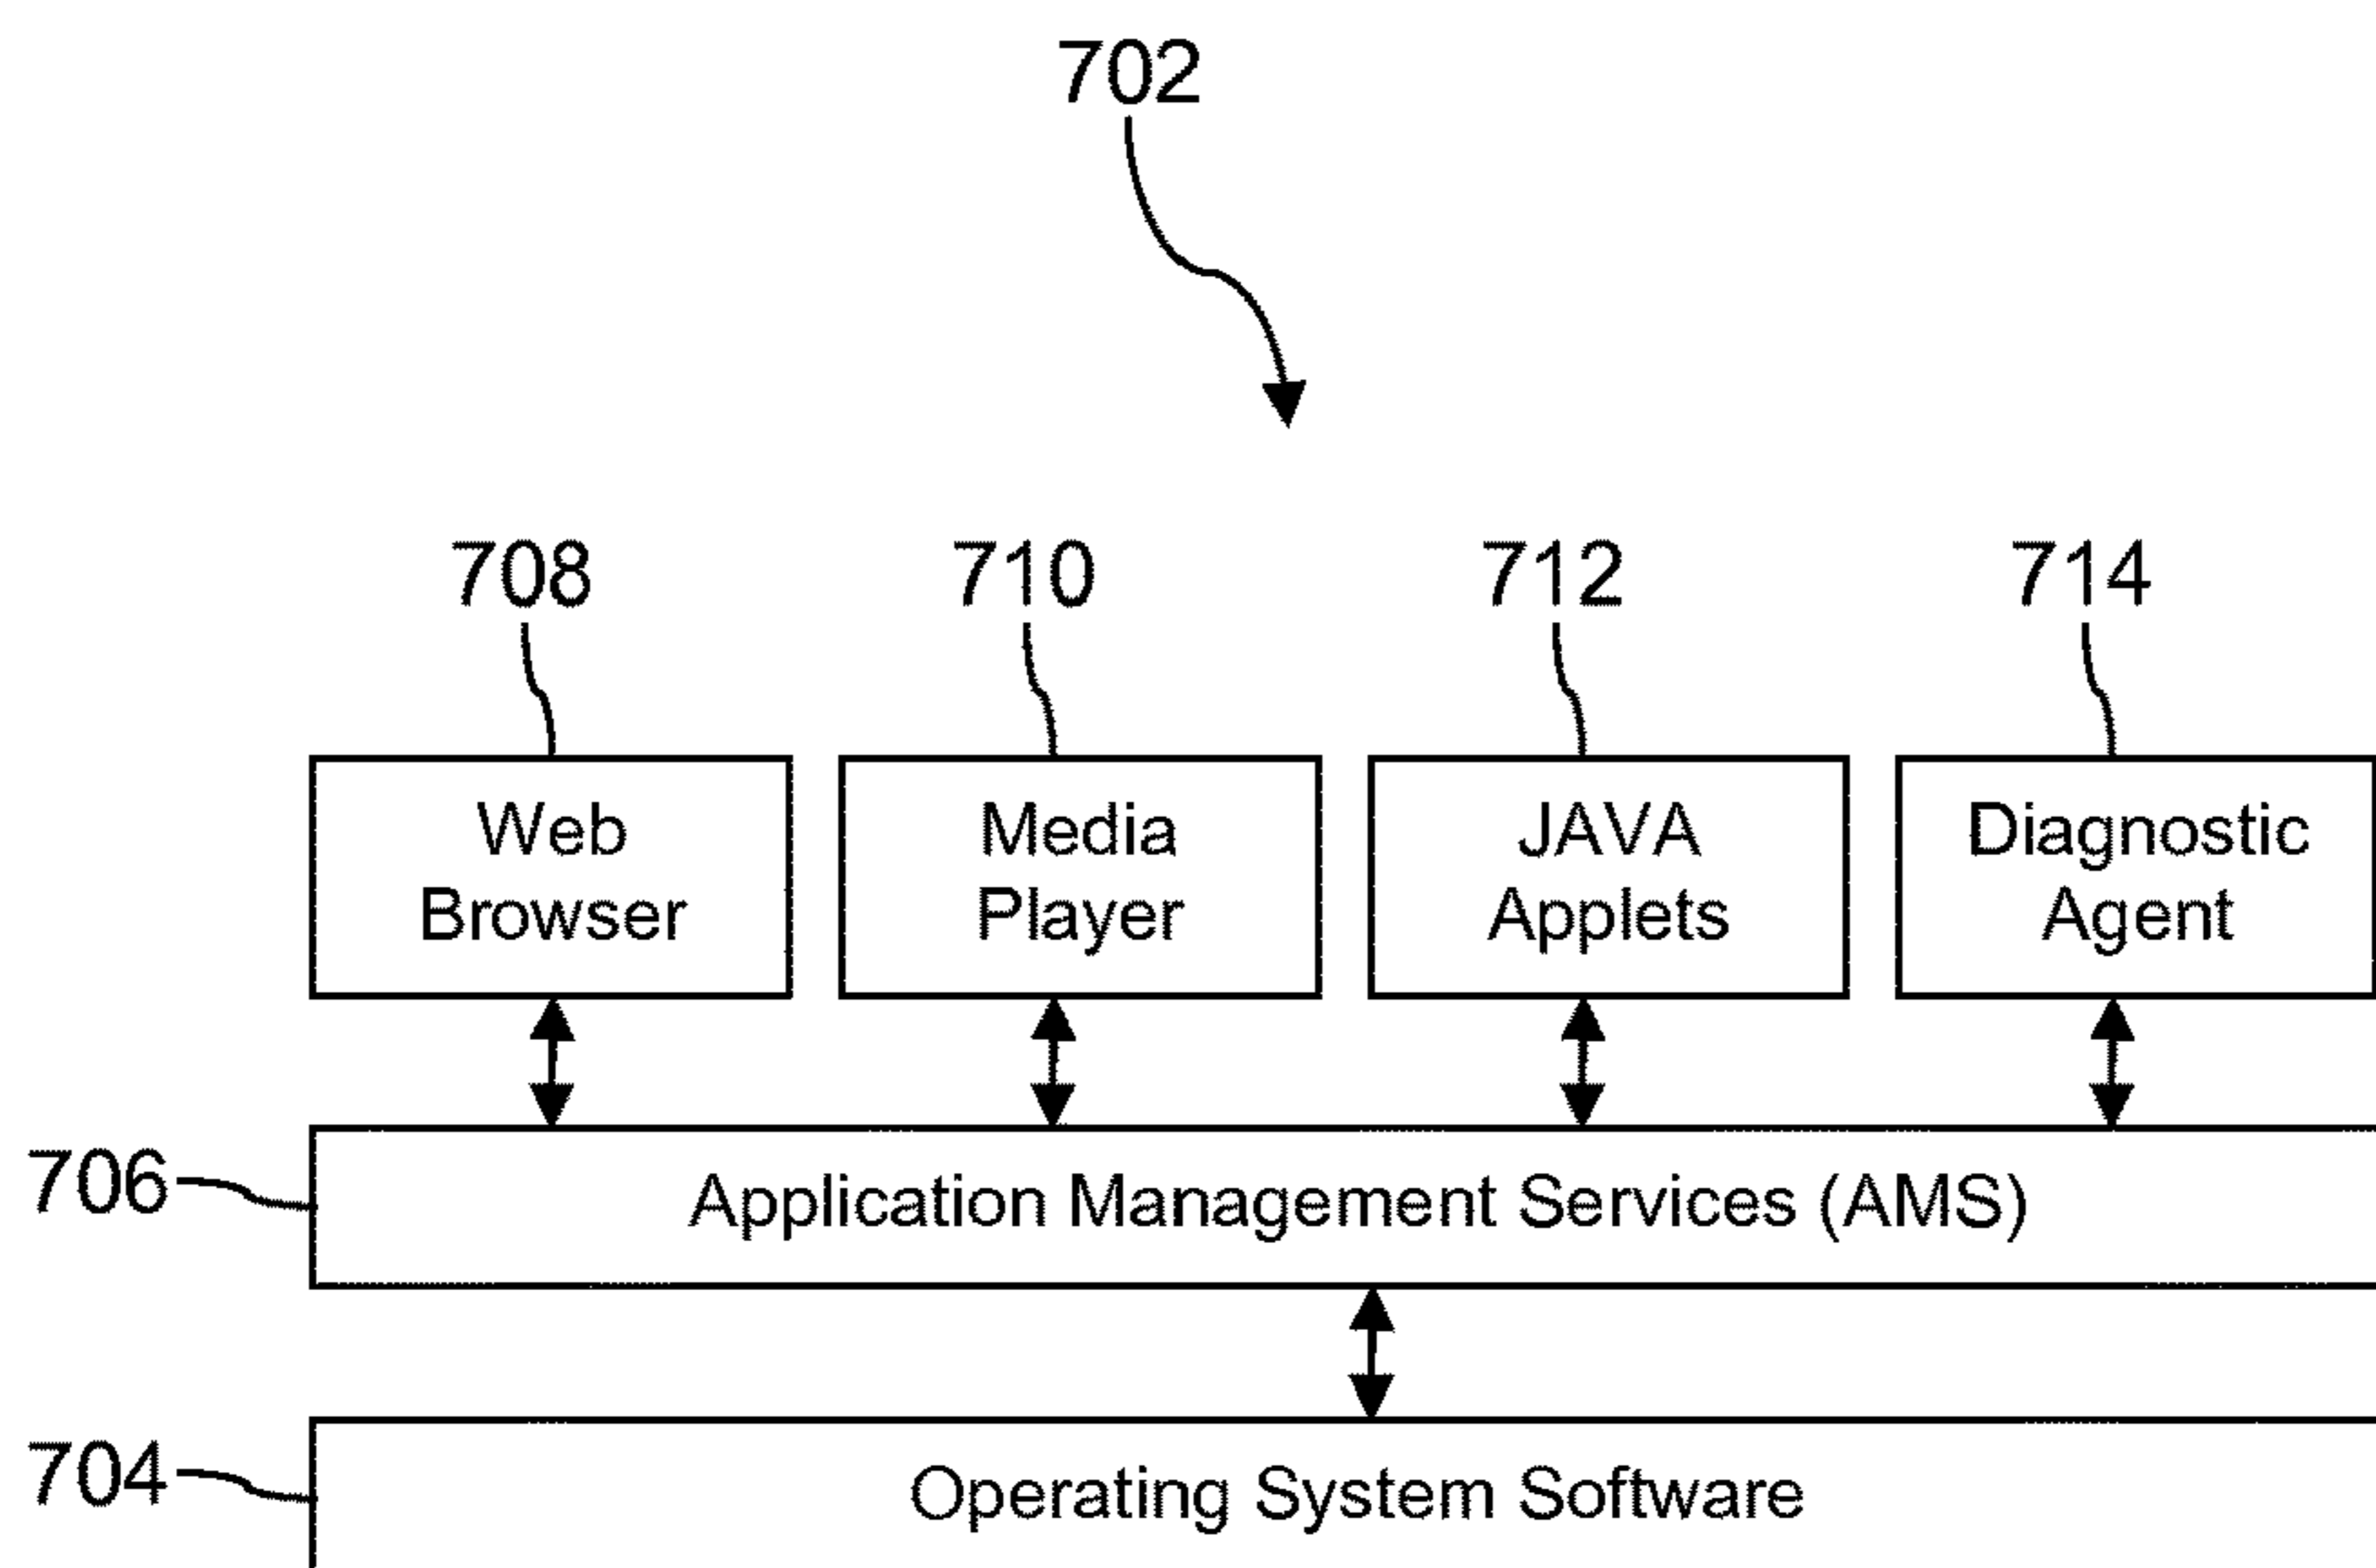 702
708
710
712
714
Web
Browser
Media
Player
JAVA
Applets
Diagnostic
Agent
706
Application Management Services (AMS)
704
Operating System Software